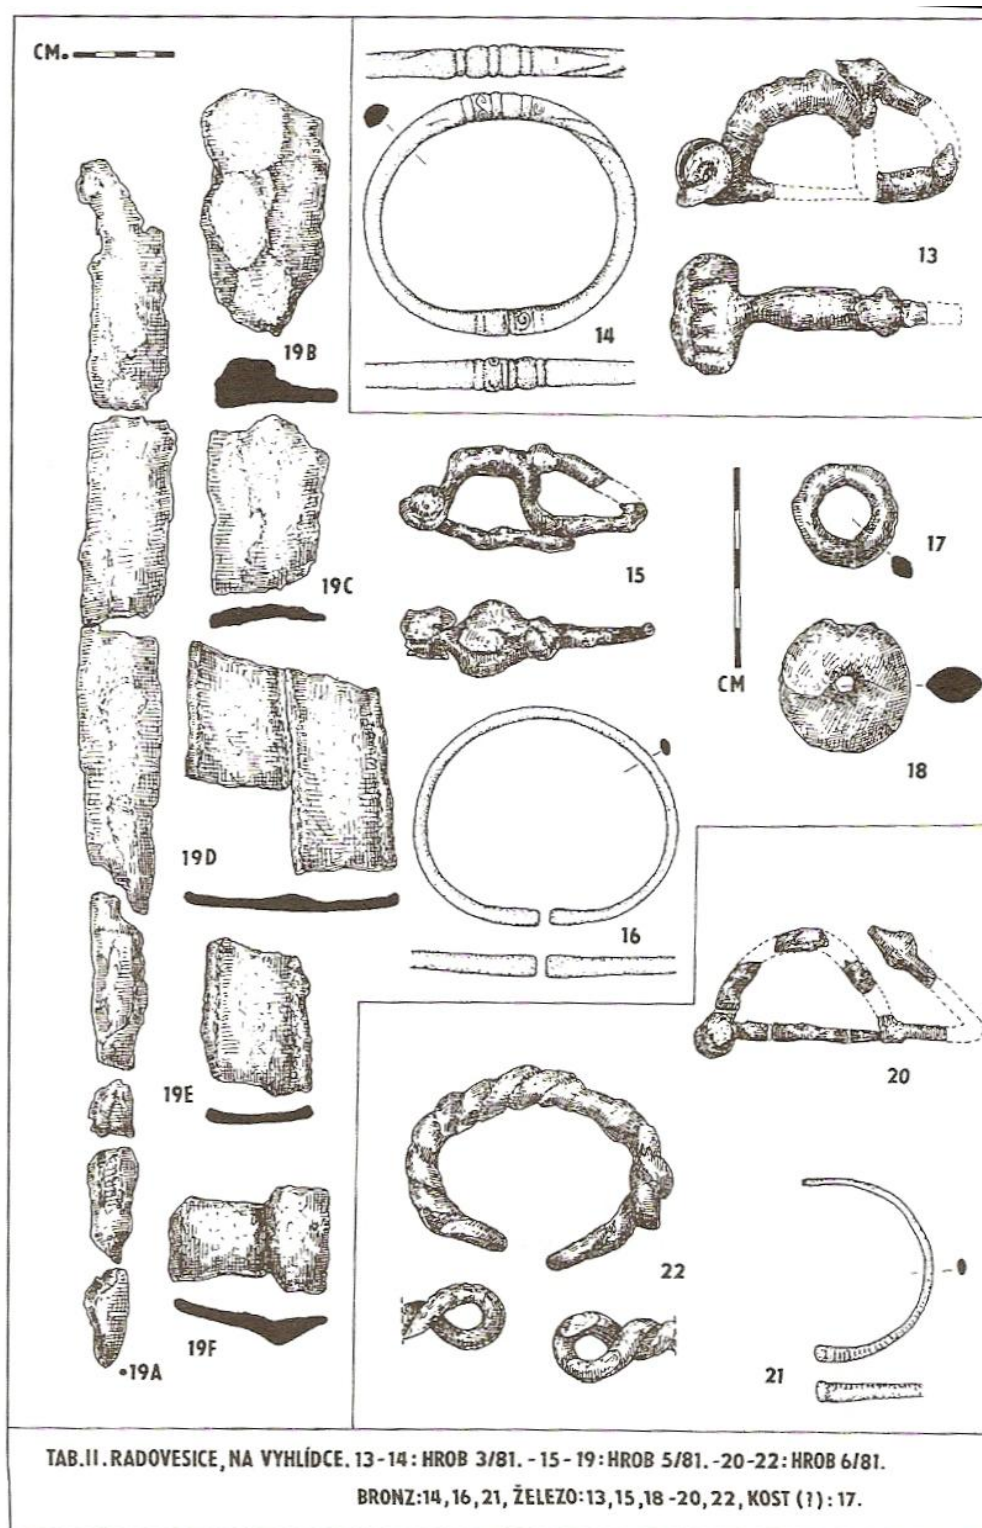 CM.
19B
14
13
19C
15
17
CM
18
19D
16
20
19E
22
21
19F
•19A
TAB.II. RADOVESICE, NA VYHLÍDCE. 13-14: HROB 3/81. -15-19: HROB 5/81. -20-22: HROB 6/81.
BRONZ:14,16,21, ŽELEZO:13,15,18-20,22, KOST (?): 17.